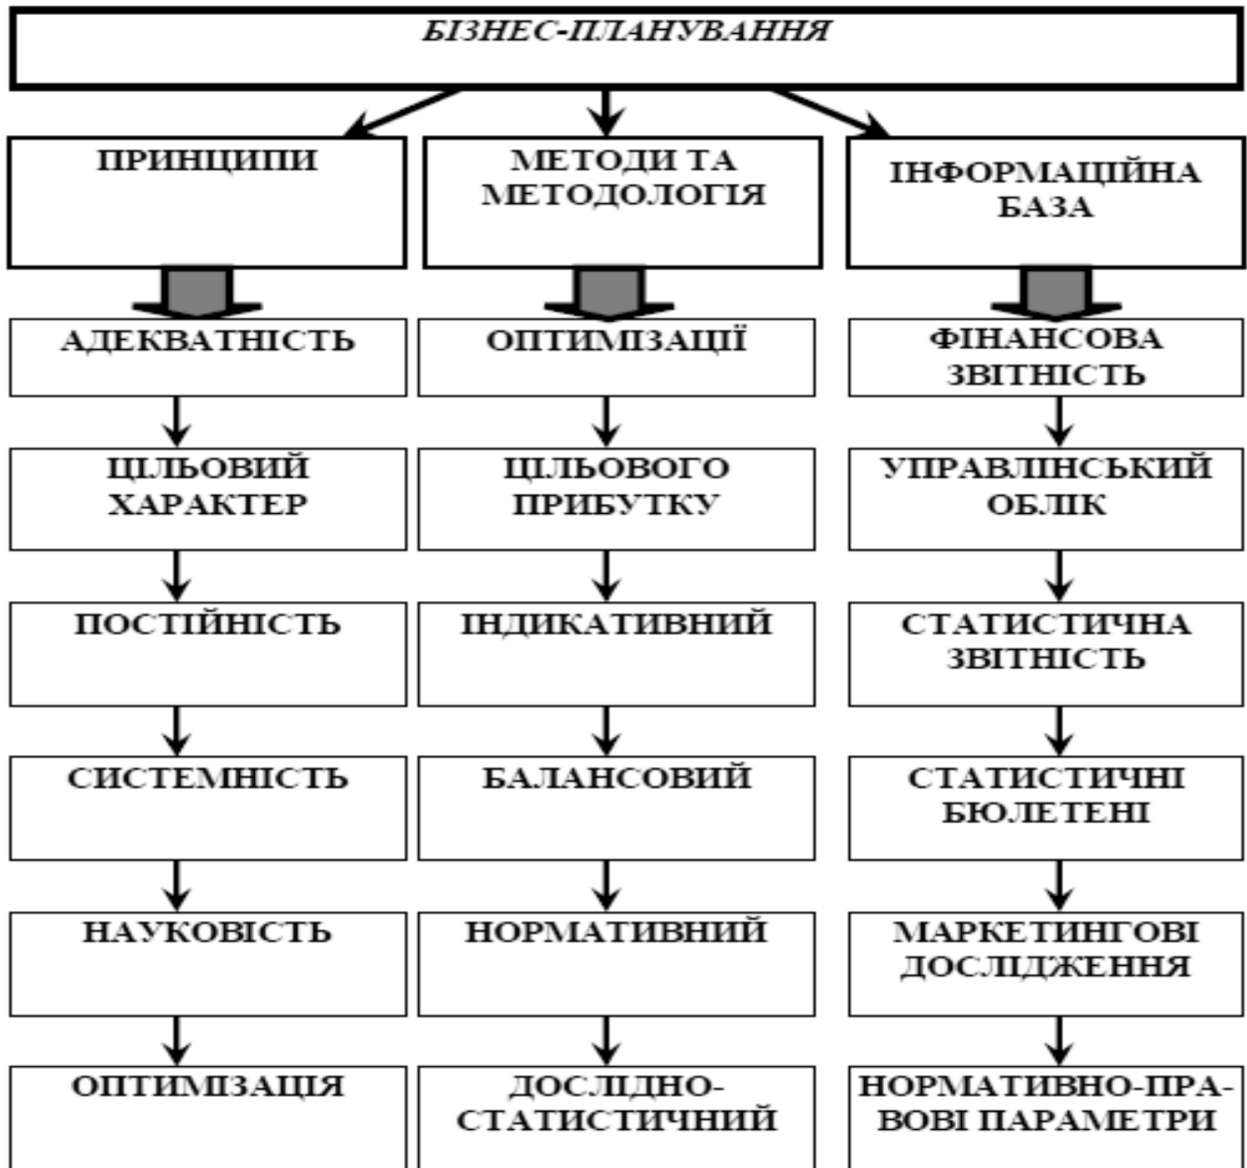 БІЗНЕС-ПЛАНУВАННЯ
ПРИНЦИПИ
МЕТОДИ ТА
МЕТОДОЛОГІЯ
ІНФОРМАЦІЙНА
БАЗА
АДЕКВАТНІСТЬ
ОПТИМІЗАЦІЇ
ФІНАНСОВА
ЗВІТНІСТЬ
ЦІЛЬОВИЙ
ХАРАКТЕР
ЦІЛЬОВОГО
ПРИБУТКУ
УПРАВЛІНСЬКИЙ
ОБЛІК
ПОСТІЙНІСТЬ
ІНДИКАТИВНИЙ
СТАТИСТИЧНА
ЗВІТНІСТЬ
СИСТЕМНІСТЬ
БАЛАНСОВИЙ
СТАТИСТИЧНІ
БЮЛЕТЕНІ
НАУКОВІСТЬ
НОРМАТИВНИЙ
МАРКЕТИНГОВІ
ДОСЛІДЖЕННЯ
ОПТИМІЗАЦІЯ
ДОСЛІДНО-
СТАТИСТИЧНИЙ
НОРМАТИВНО-ПРА-
ВОВІ ПАРАМЕТРИ